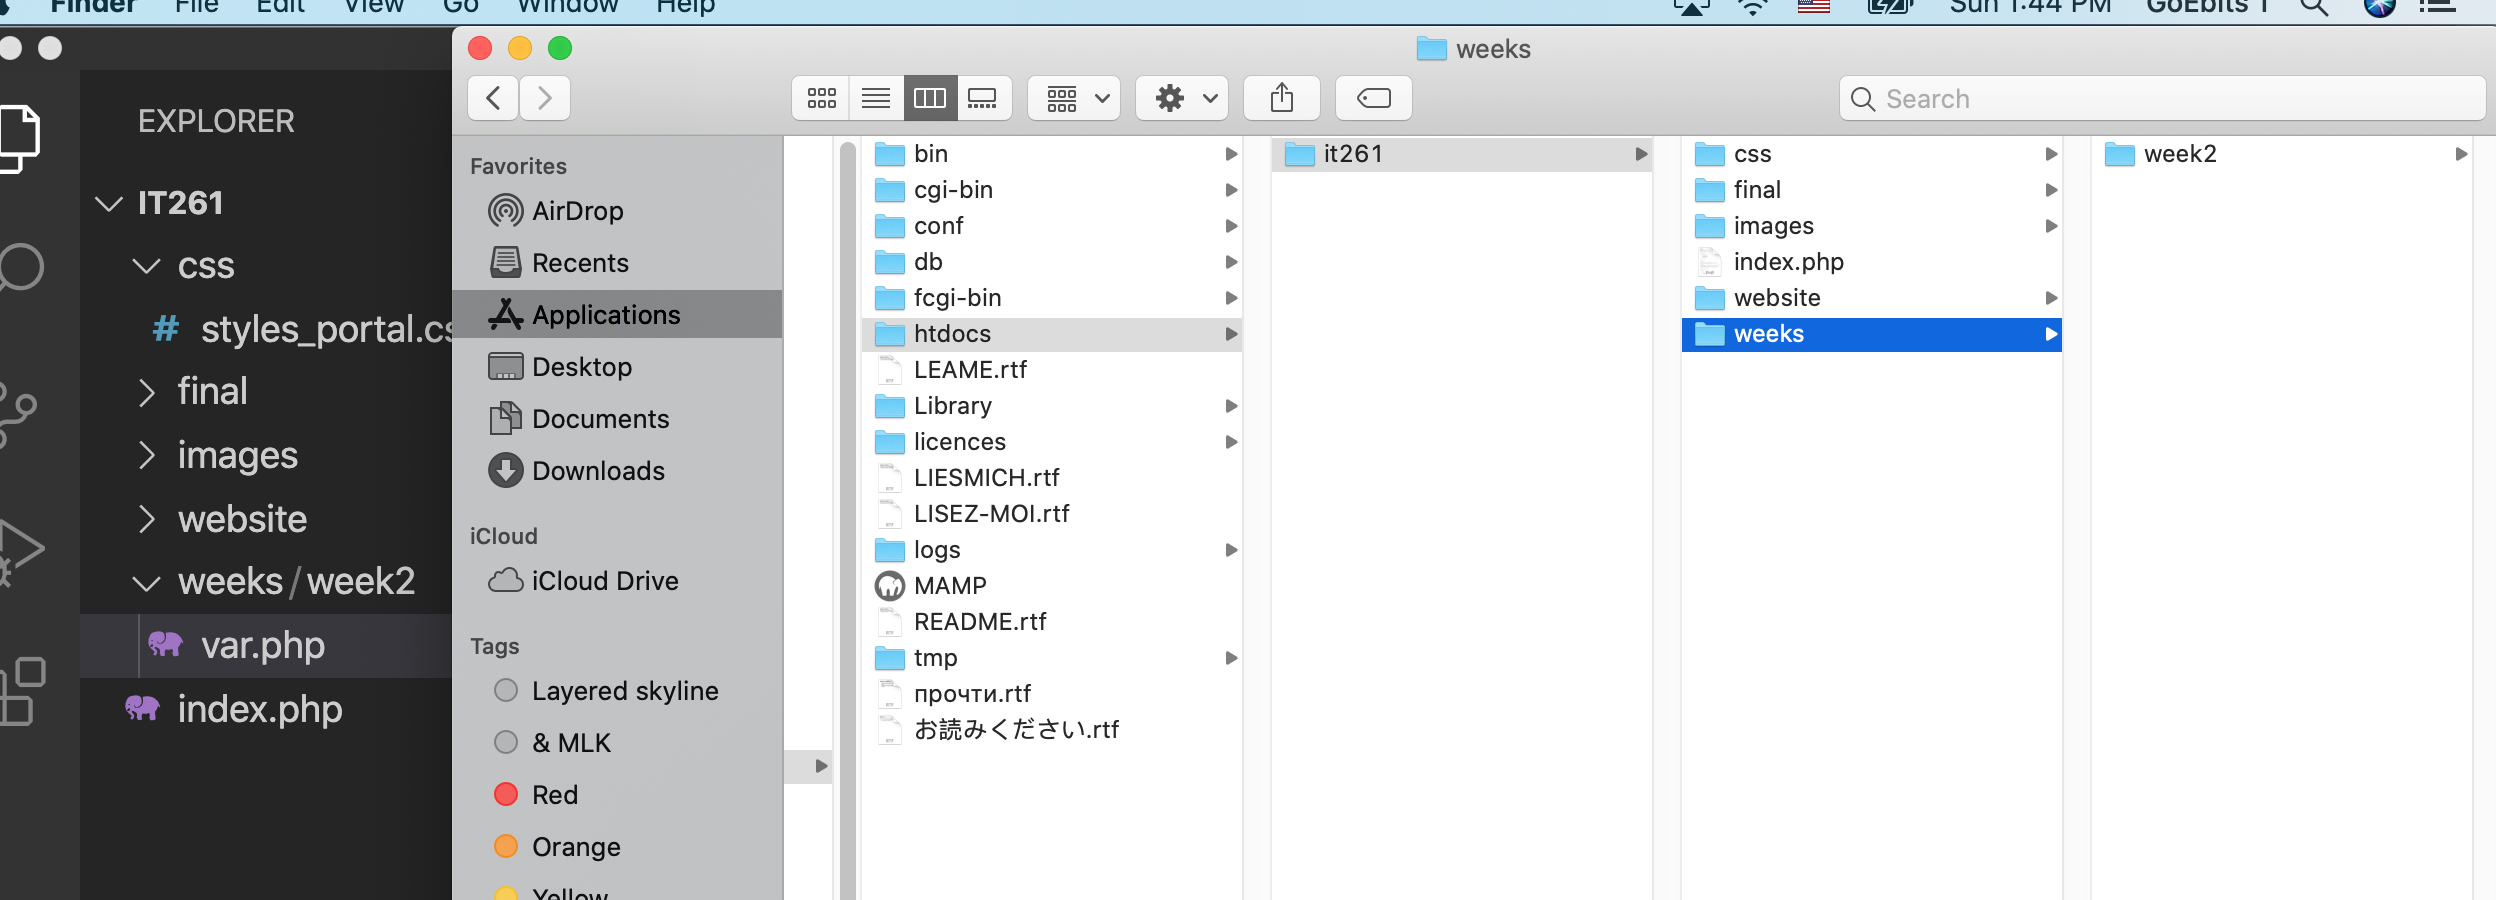 Finder File Edit View Go Window Help Sun 1:44 PM GoEbits 1
weeks
Search
EXPLORER
IT261
css
# styles_portal.cs
final
images
website
weeks / week2
var.php
index.php
Favorites
AirDrop
Recents
Applications
Desktop
Documents
Downloads
iCloud
iCloud Drive
Tags
Layered skyline
& MLK
Red
Orange
Yellow
bin
cgi-bin
conf
db
fcgi-bin
htdocs
LEAME.rtf
Library
licences
LIESMICH.rtf
LISEZ-MOI.rtf
logs
MAMP
README.rtf
tmp
прочти.rtf
お読みください.rtf
it261
css
final
images
index.php
website
weeks
week2